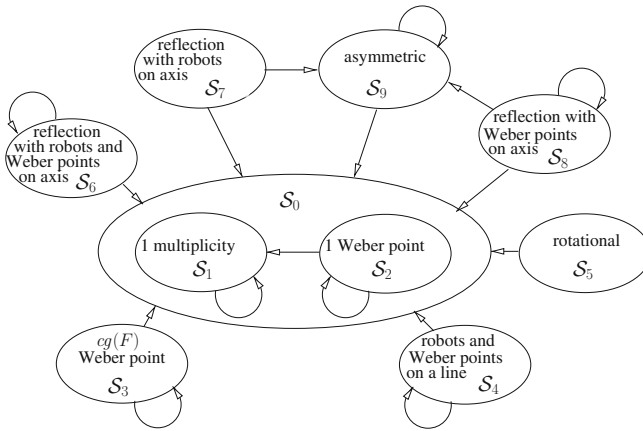 reflection
with robots
on axis
S₇
asymmetric
S₉
reflection with
Weber points
on axis
S₈
reflection
with robots and
Weber points
on axis
S₆
S₀
1 multiplicity
S₁
1 Weber point
S₂
rotational
S₅
cg(F)
Weber point
S₃
robots and
Weber points
on a line
S₄